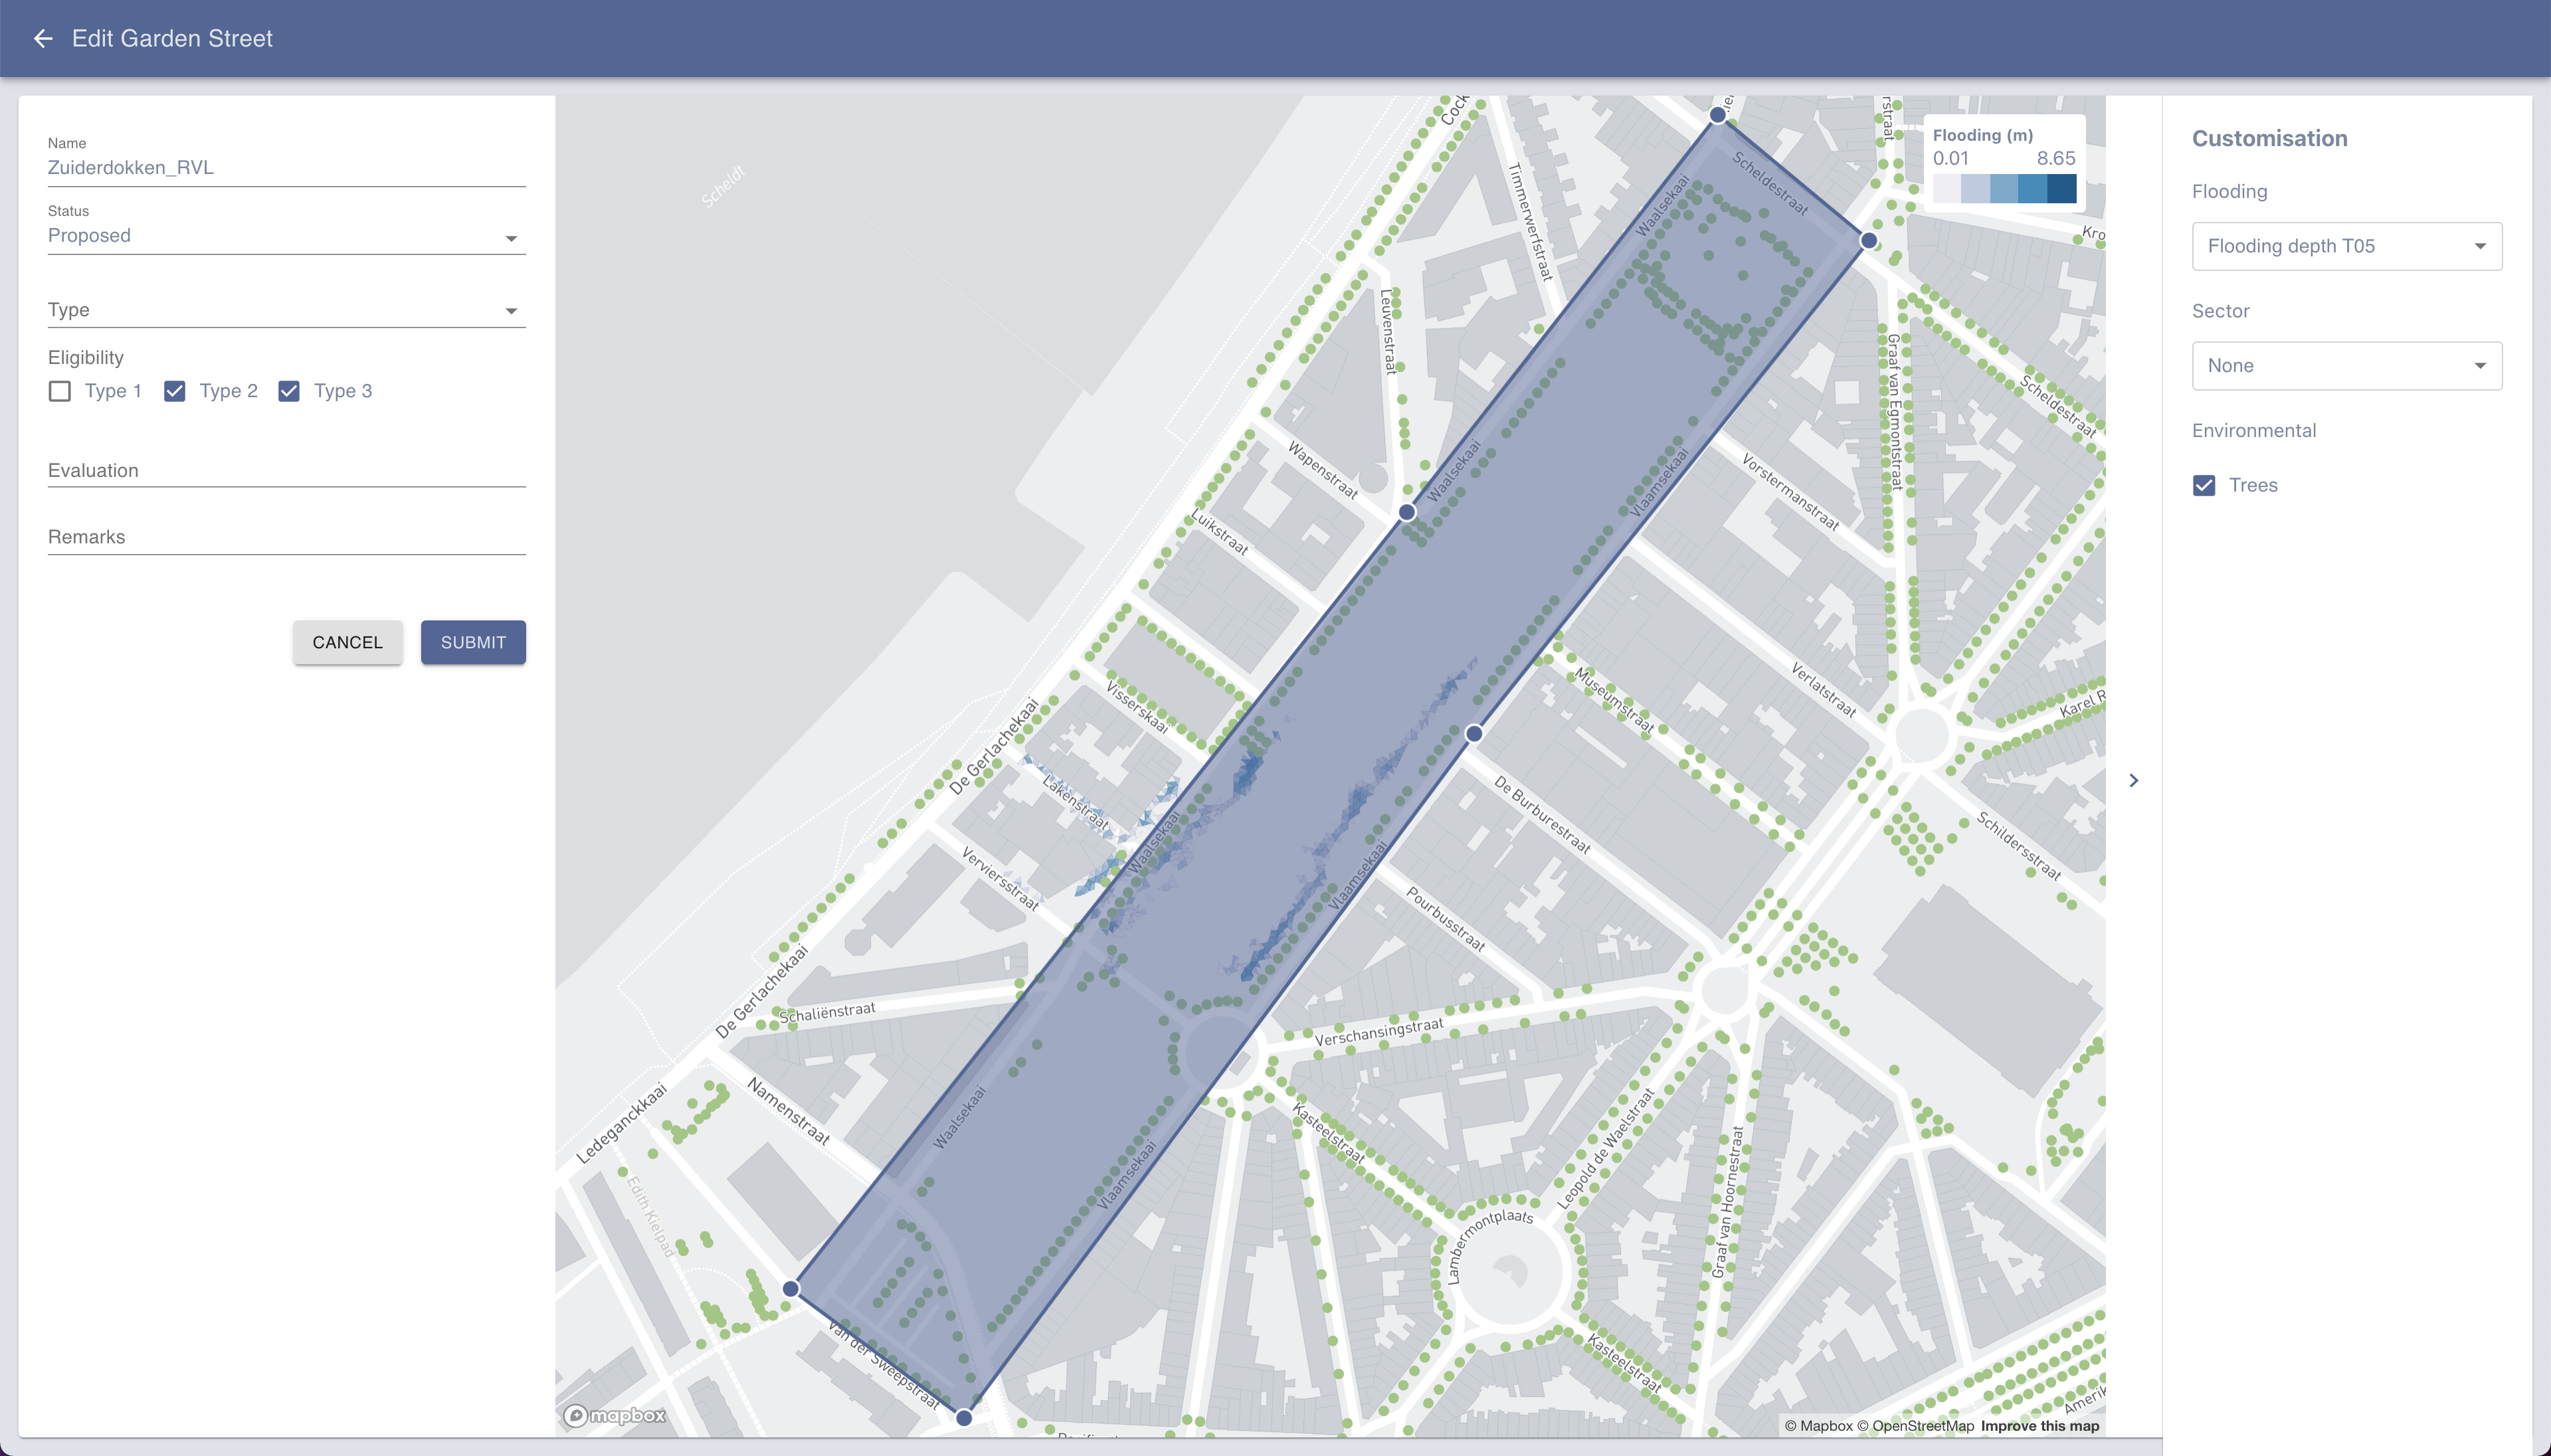 Edit Garden Street
Name
Zuiderdokken_RVL
Status
Proposed
Type
Eligibility
Type 1
Type 2
Type 3
Evaluation
Remarks
CANCEL
SUBMIT
Scheldt
Timmerwerfstraat
Waalsekaai
Scheldestraat
Flooding (m)
0.01 8.65
Leuvenstraat
Graaf van Egmontstraat
Scheldestraat
Wapenstraat
Waalsekaai
Vlaamsekaai
Vorstermanstraat
Luikstraat
Visserskaai
Museumstraat
Verlatstraat
De Gerlachekaai
Lakenstraat
De Burburestraat
Waalsekaai
Vlaamsekaai
Verviersstraat
Pourbusstraat
Schildersstraat
De Gerlachekaai
Schaliënstraat
Verschansingstraat
Ledeganckkaai
Namenstraat
Waalsekaai
Kasteelstraat
Leopold de Waelstraat
Graaf van Hoornestraat
Edith Kielpad
Vlaamsekaai
Lambermontplaats
Van der Sweepstraat
Kasteelstraat
mapbox
© Mapbox © OpenStreetMap Improve this map
Customisation
Flooding
Flooding depth T05
Sector
None
Environmental
Trees